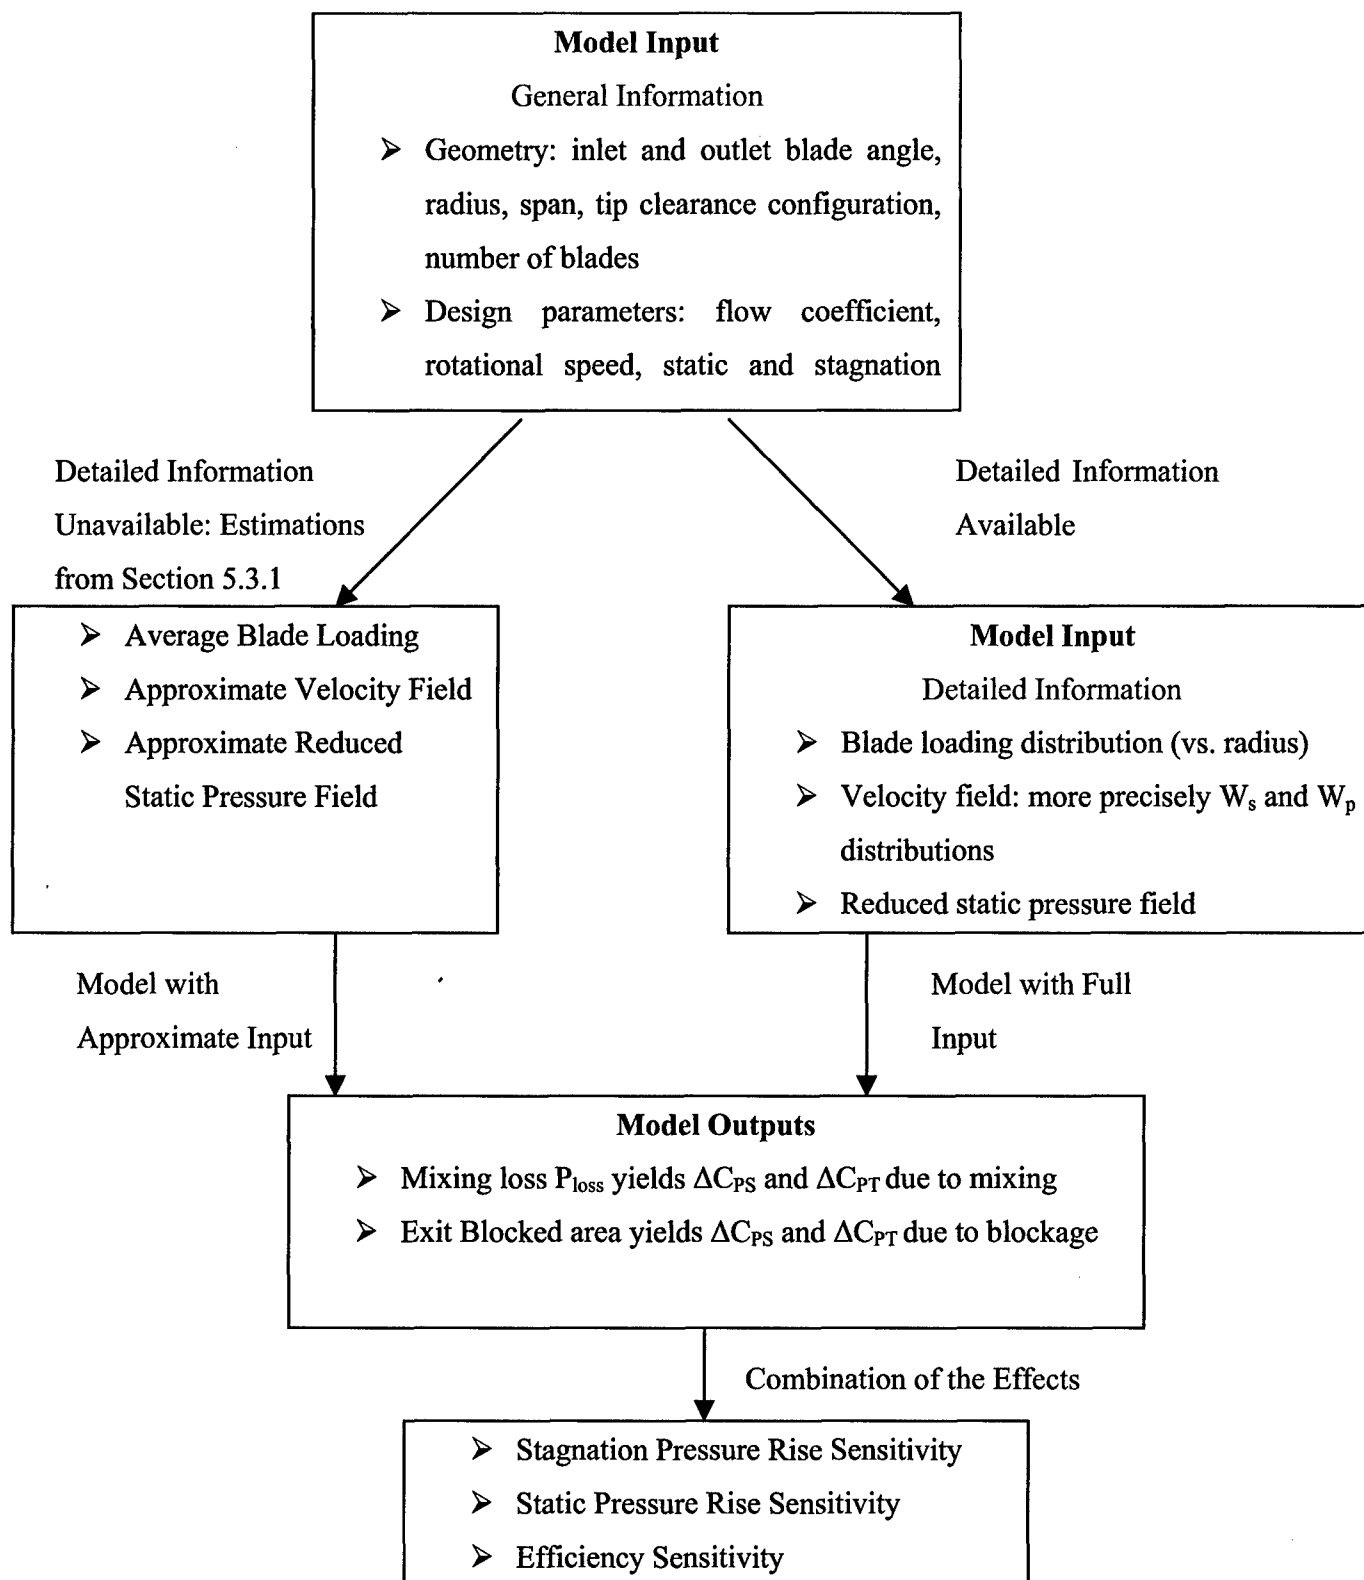 Model Input
General Information
➢ Geometry: inlet and outlet blade angle,
radius, span, tip clearance configuration,
number of blades
➢ Design parameters: flow coefficient,
rotational speed, static and stagnation
Detailed Information
Unavailable: Estimations
from Section 5.3.1
Detailed Information
Available
➢ Average Blade Loading
➢ Approximate Velocity Field
➢ Approximate Reduced
Static Pressure Field
Model Input
Detailed Information
➢ Blade loading distribution (vs. radius)
➢ Velocity field: more precisely Wₛ and Wₚ
distributions
➢ Reduced static pressure field
Model with
Approximate Input
Model with Full
Input
Model Outputs
➢ Mixing loss P_loss yields ΔC_PS and ΔC_PT due to mixing
➢ Exit Blocked area yields ΔC_PS and ΔC_PT due to blockage
Combination of the Effects
➢ Stagnation Pressure Rise Sensitivity
➢ Static Pressure Rise Sensitivity
➢ Efficiency Sensitivity